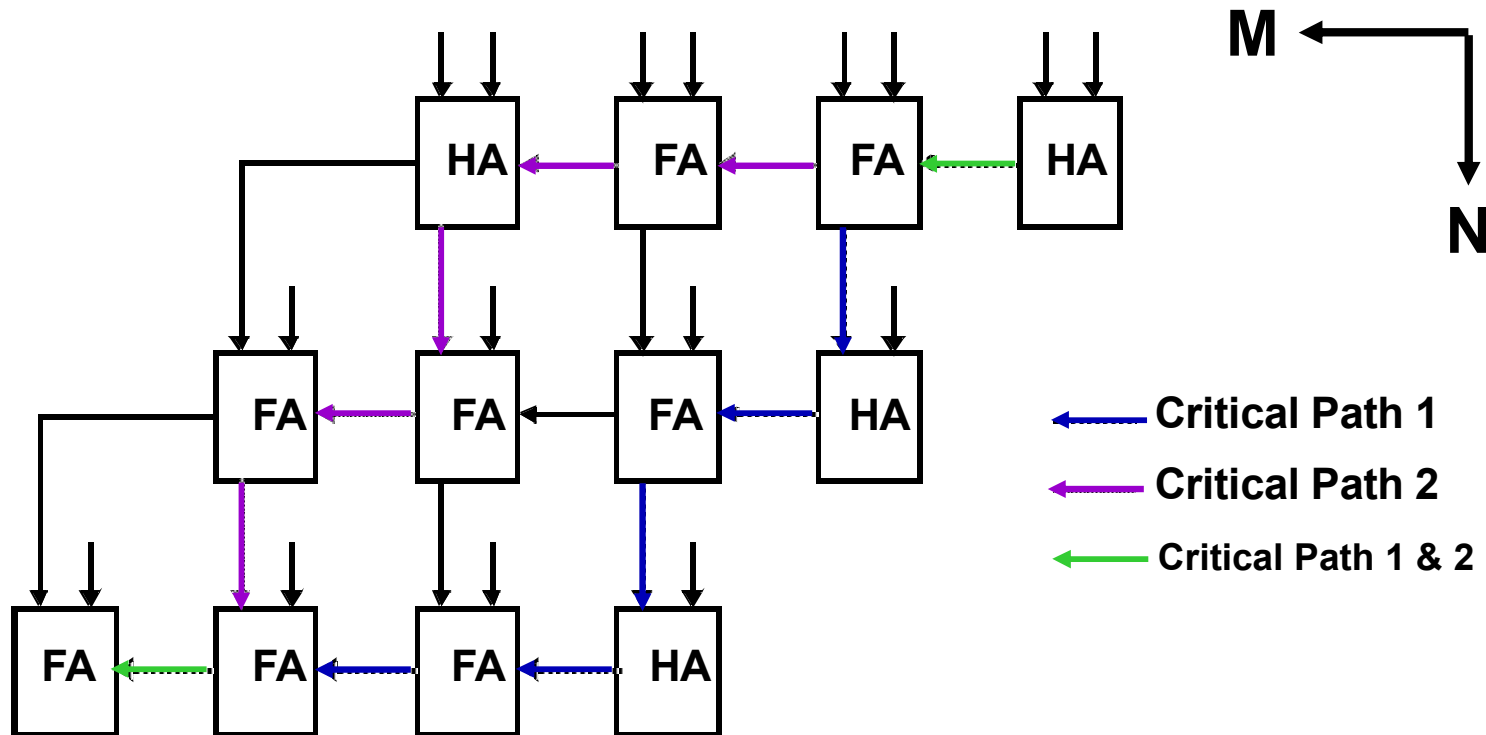 M
HA FA FA HA
N
FA FA FA HA
Critical Path 1
Critical Path 2
Critical Path 1 & 2
FA FA FA HA